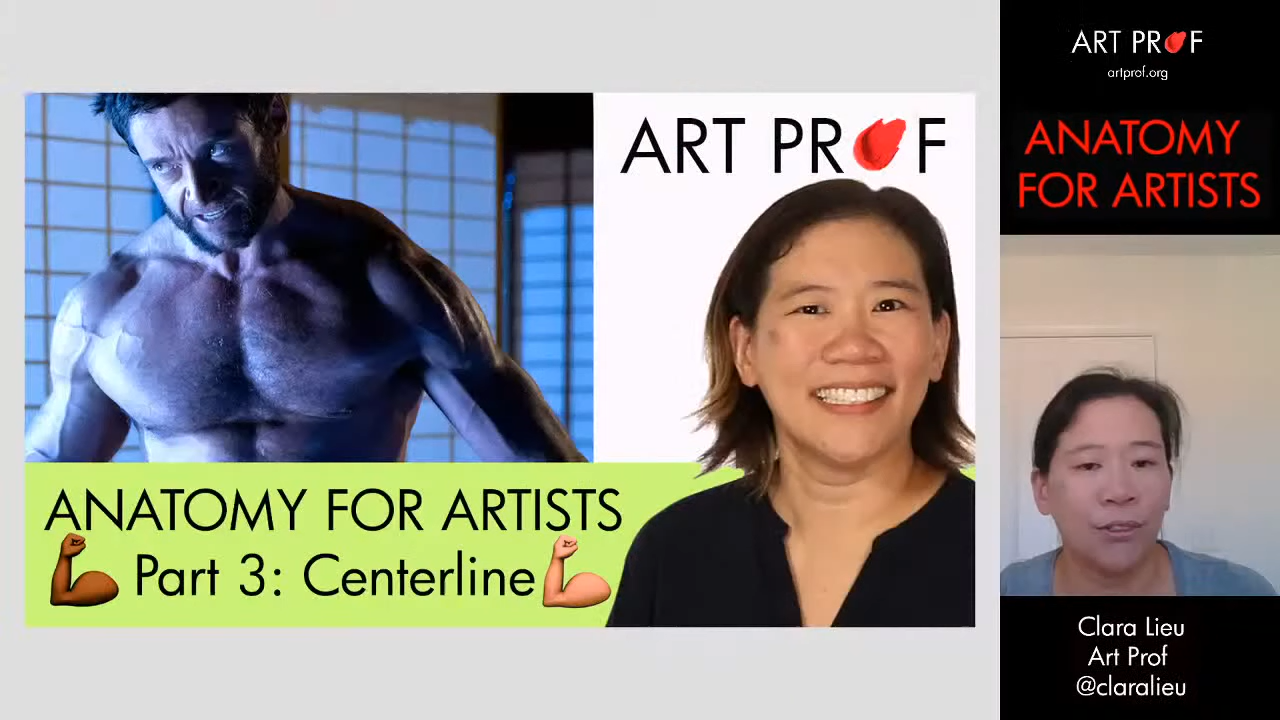 ART PROF
ANATOMY FOR ARTISTS
Part 3: Centerline
ART PROF
artprof.org
ANATOMY
FOR ARTISTS
Clara Lieu
Art Prof
@claralieu